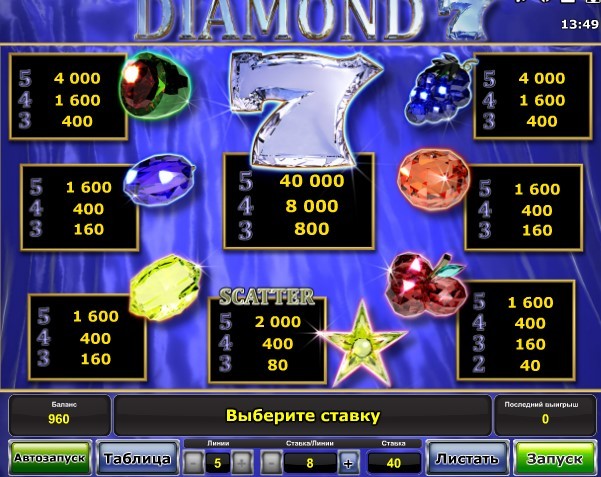 DIAMOND 7
13:49
5 4 000
4 1 600
3 400
5 4 000
4 1 600
3 400
7
5 40 000
4 8 000
3 800
5 1 600
4 400
3 160
5 1 600
4 400
3 160
5 1 600
4 400
3 160
SCATTER
5 2 000
4 400
3 80
5 1 600
4 400
3 160
2 40
Баланс
960
Выберите ставку
Последний выигрыш
0
Автозапуск
Таблица
Линии
- 5 +
Ставка/Линии
- 8 +
Ставка
40
Листать
Запуск